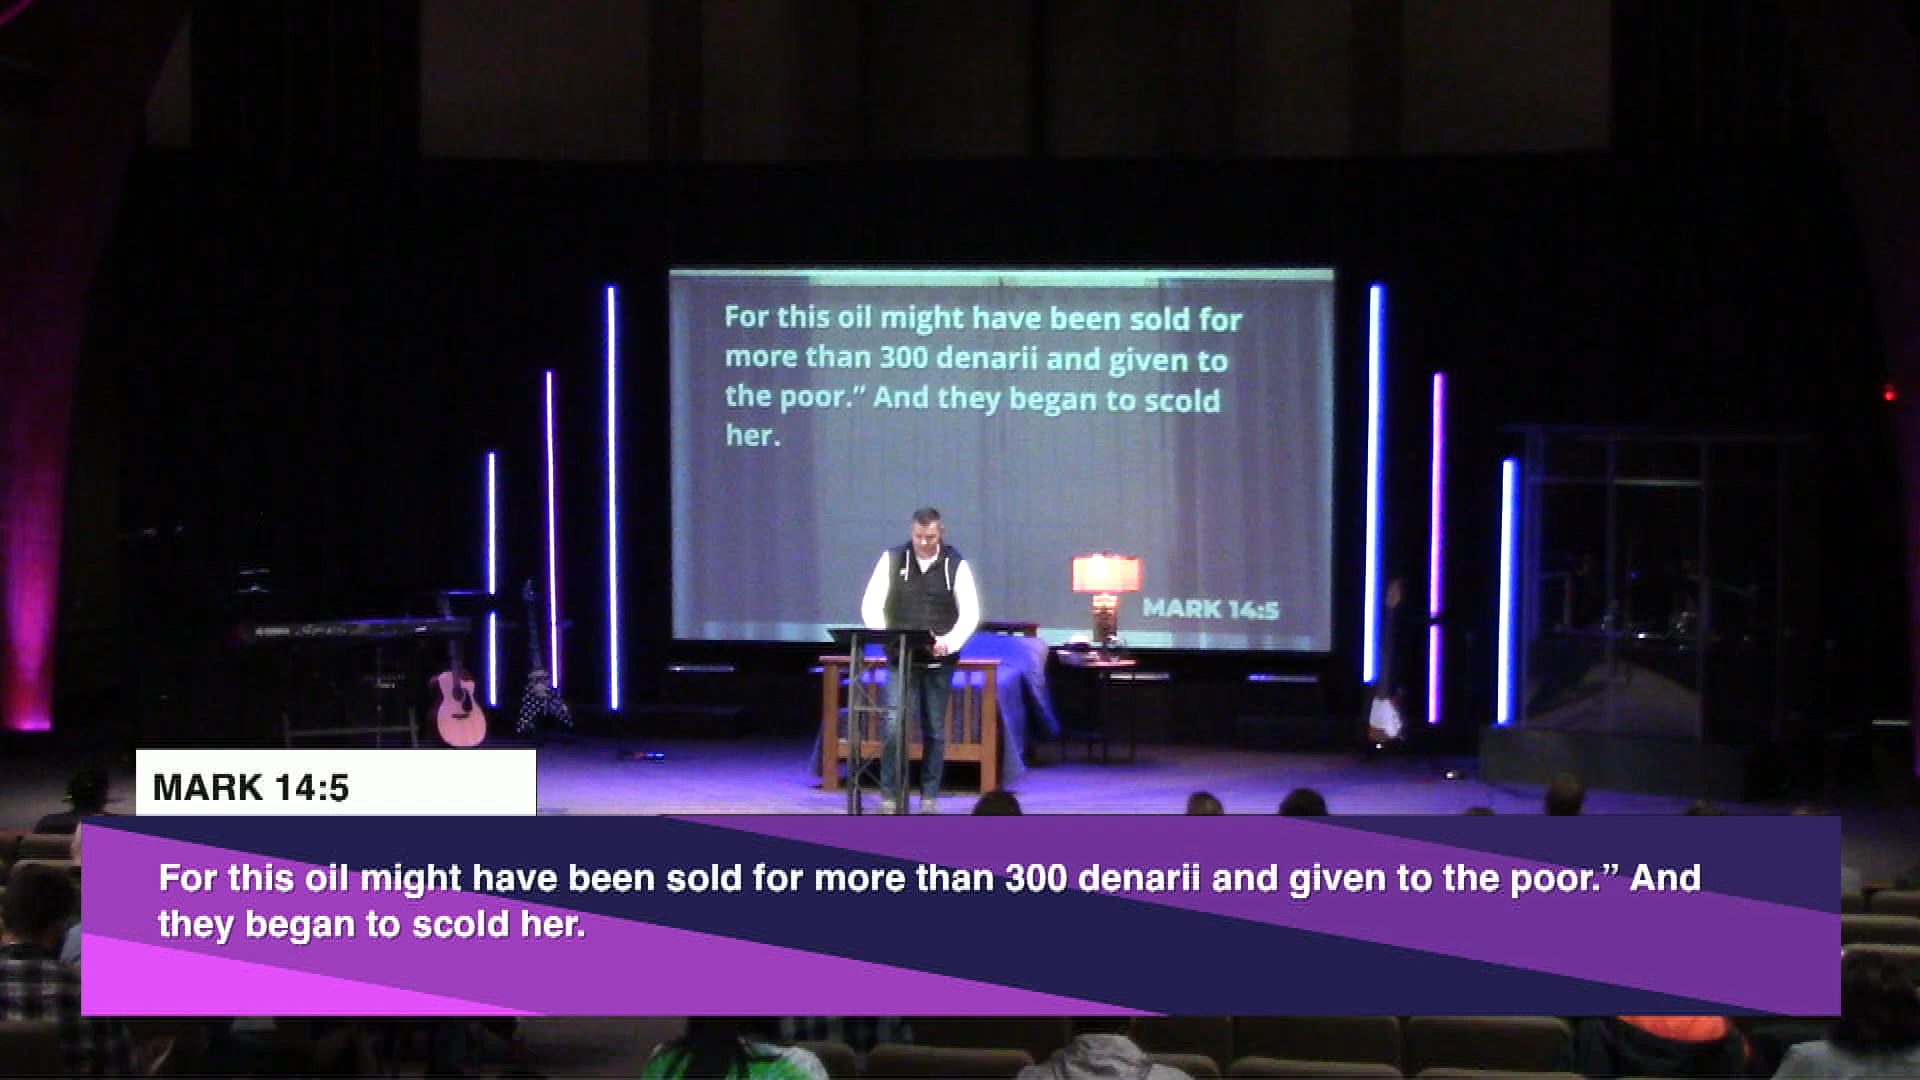 For this oil might have been sold for
more than 300 denarii and given to
the poor.” And they began to scold
her.
MARK 14:5
MARK 14:5
For this oil might have been sold for more than 300 denarii and given to the poor.” And
they began to scold her.